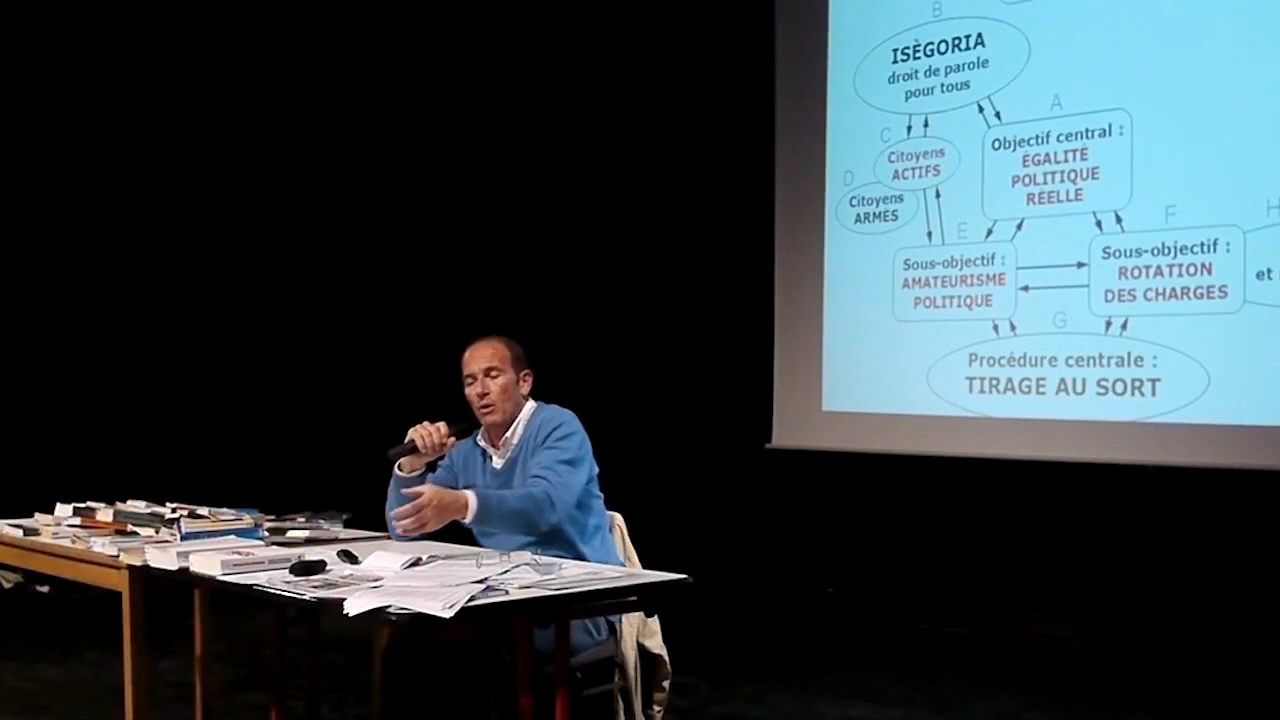 B
ISÈGORIA
droit de parole
pour tous
A
Objectif central :
ÉGALITÉ
POLITIQUE
RÉELLE
C
Citoyens
ACTIFS
D
Citoyens
ARMÉS
E
Sous-objectif :
AMATEURISME
POLITIQUE
F
Sous-objectif :
ROTATION
DES CHARGES
H
et
G
Procédure centrale :
TIRAGE AU SORT